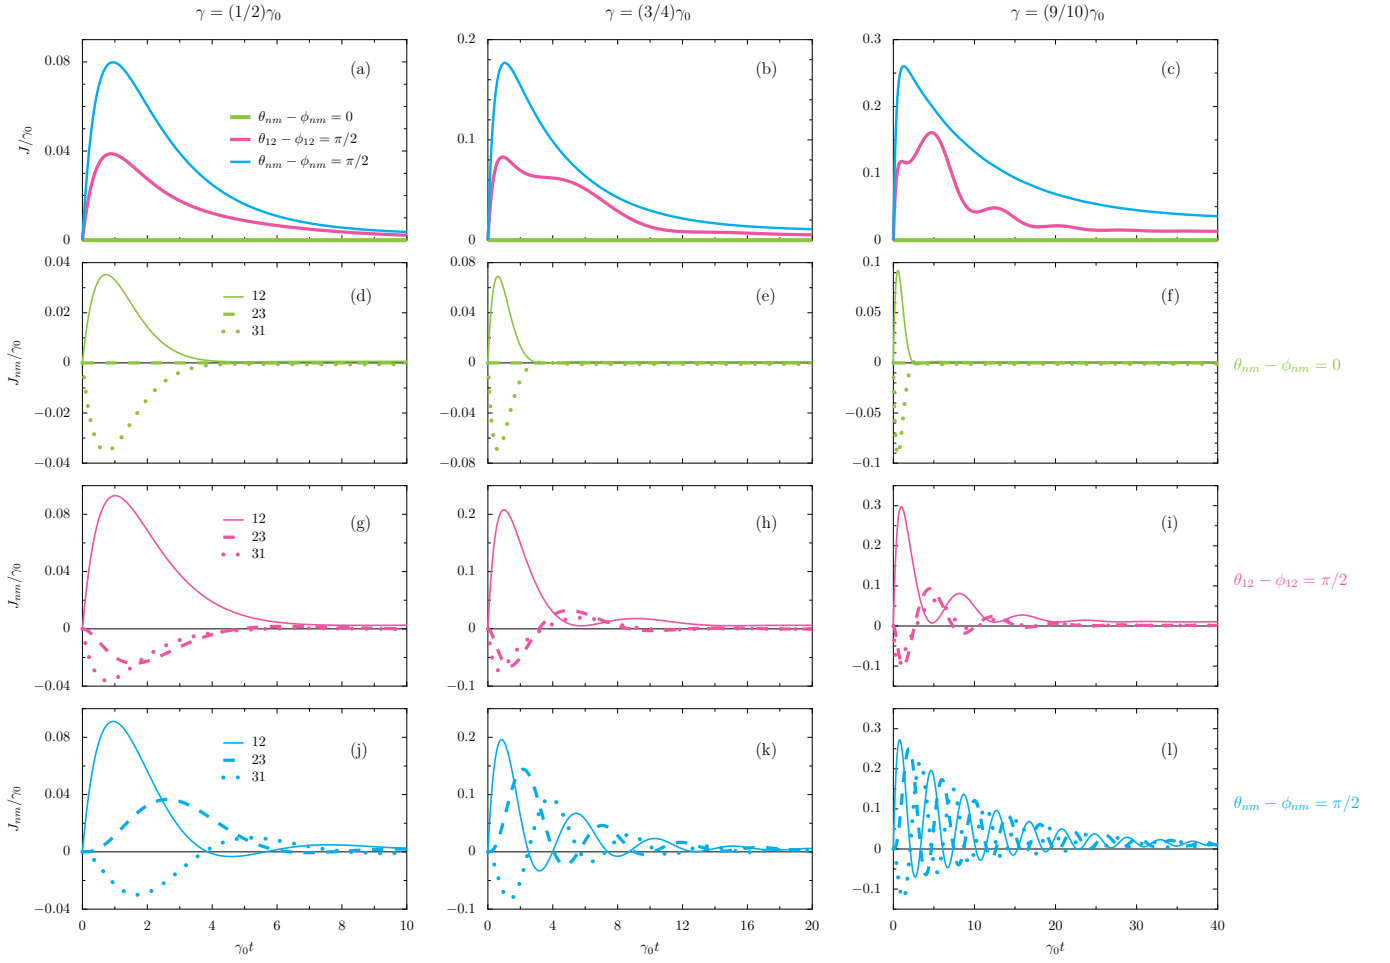 γ = (1/2)γ₀ γ = (3/4)γ₀ γ = (9/10)γ₀
0.08 0.2 0.3
(a) (b) (c)
θₙₘ − ϕₙₘ = 0
θ₁₂ − ϕ₁₂ = π/2
θₙₘ − ϕₙₘ = π/2
J/γ₀
0.04 0.1 0.2
0.1
0 0 0
0.04 0.08 0.1
12 (d) (e) (f)
23
31
0.02 0.04 0.05
Jₙₘ/γ₀
0 0 0
θₙₘ − ϕₙₘ = 0
−0.02 −0.04 −0.05
−0.04 −0.08 −0.1
0.08 0.2 0.3
12 (g) (h) (i)
23
31
0.2
Jₙₘ/γ₀
0.04 0.1 0.1
θ₁₂ − ϕ₁₂ = π/2
0 0 0
−0.1
−0.04 −0.1
0.08 0.2 0.3
12 (j) (k) (l)
23
31
0.2
Jₙₘ/γ₀
0.04 0.1 0.1
θₙₘ − ϕₙₘ = π/2
0 0 0
−0.1
−0.04 −0.1
0 2 4 6 8 10 0 4 8 12 16 20 0 10 20 30 40
γ₀t γ₀t γ₀t